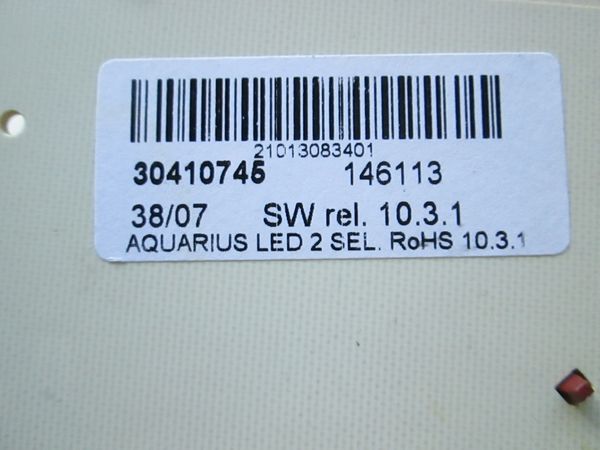 21013083401
30410745 146113
38/07 SW rel. 10.3.1
AQUARIUS LED 2 SEL. RoHS 10.3.1